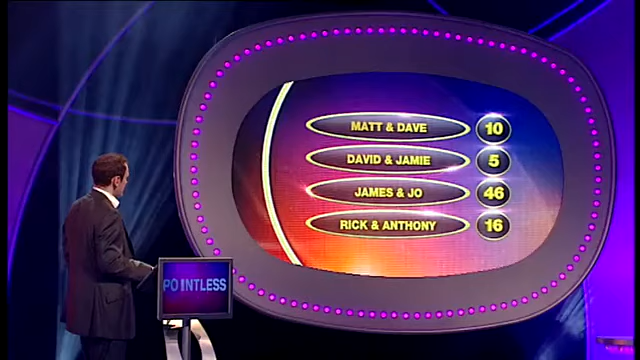 MATT & DAVE 10
DAVID & JAMIE 5
JAMES & JO 46
RICK & ANTHONY 16
POINTLESS